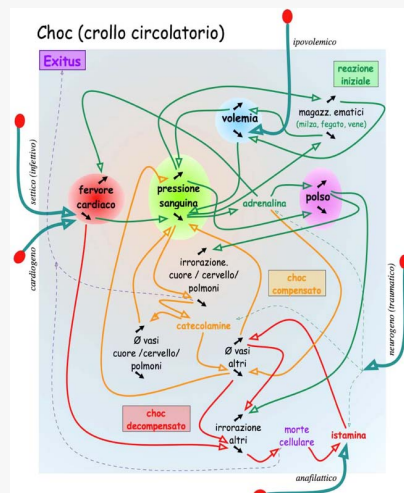 Choc (crollo circolatorio)
ipovolemico
Exitus
reazione
iniziale
volemia
magazz. ematici
(milza, fegato, vene)
settico (infettivo)
fervore
cardiaco
pressione
sanguino
adrenalina
polso
cardiogeno
irrorazione.
cuore / cervello/
polmoni
choc
compensato
neurogeno (traumatico)
catecolamine
Ø vasi
cuore /cervello/
polmoni
Ø vasi
altri
choc
decompensato
irrorazione
altri
morte
cellulare
istamina
anafilattico